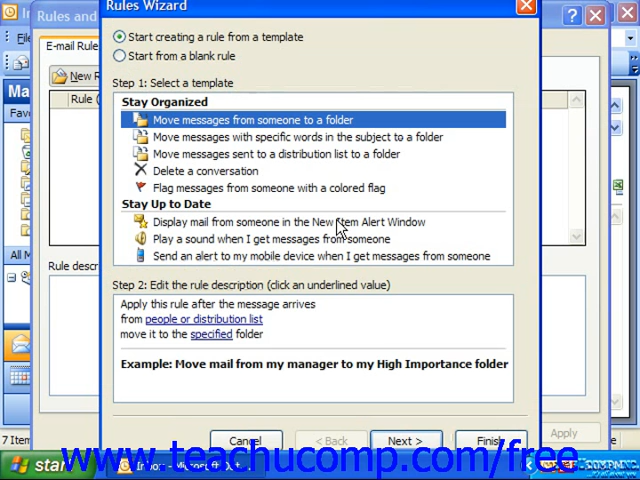 Rules Wizard
Rules and
E-mail Rule
New R
Rule (
Rule descr
Apply
Start creating a rule from a template
Start from a blank rule
Step 1: Select a template
Stay Organized
Move messages from someone to a folder
Move messages with specific words in the subject to a folder
Move messages sent to a distribution list to a folder
Delete a conversation
Flag messages from someone with a colored flag
Stay Up to Date
Display mail from someone in the New Item Alert Window
Play a sound when I get messages from someone
Send an alert to my mobile device when I get messages from someone
Step 2: Edit the rule description (click an underlined value)
Apply this rule after the message arrives
from people or distribution list
move it to the specified folder
Example: Move mail from my manager to my High Importance folder
Cancel
< Back
Next >
Finish
File
Ma
Favo
All M
7 Item
start
Inbox - Microsoft Out...
www.teachucomp.com/free